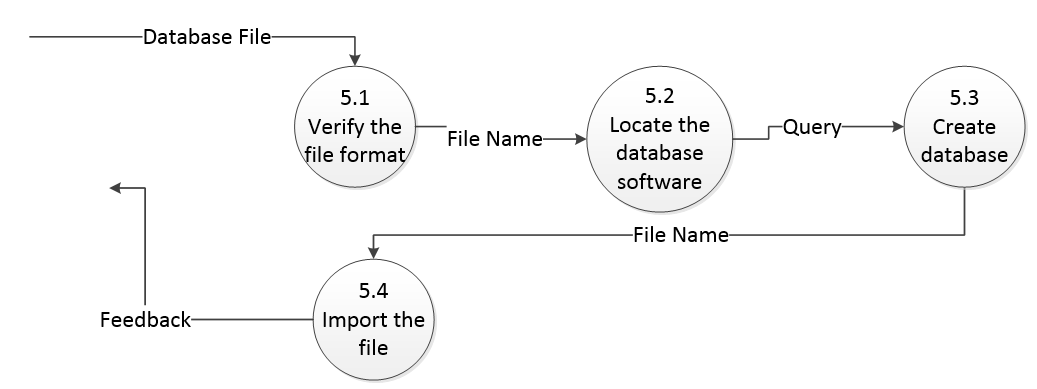 Database File
5.1
Verify the
file format
File Name
5.2
Locate the
database
software
Query
5.3
Create
database
File Name
5.4
Import the
file
Feedback